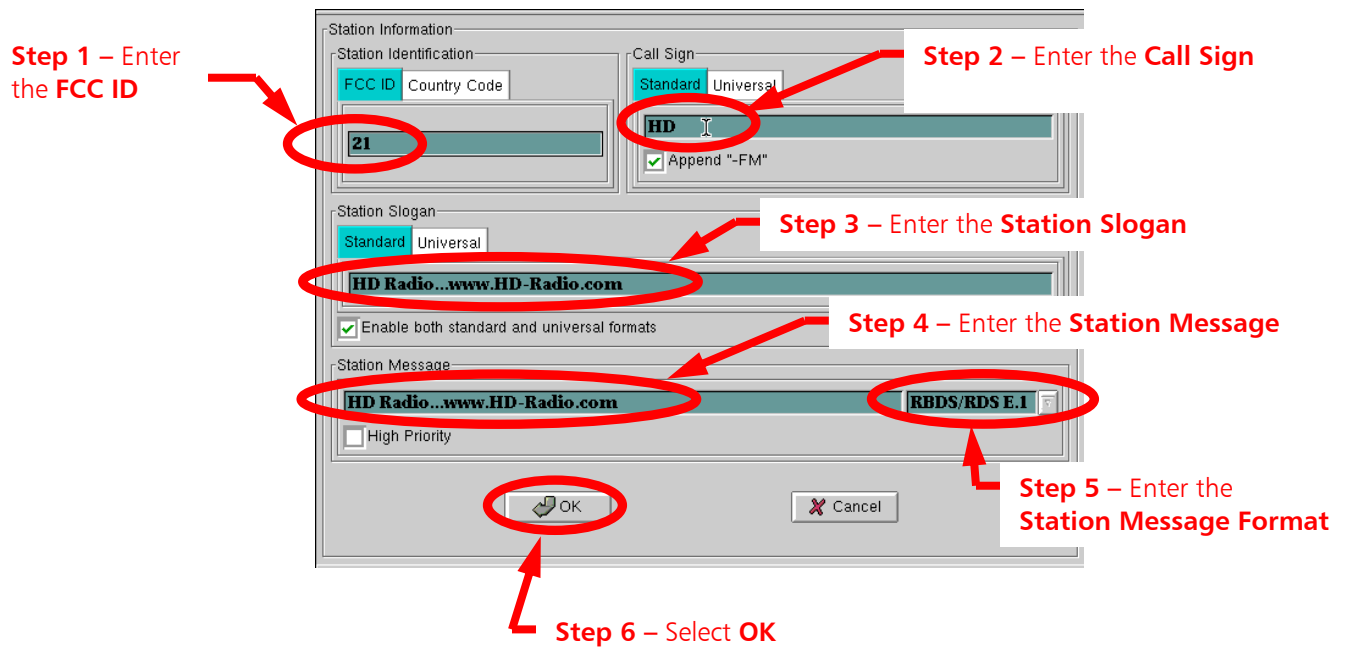 Station Information
Step 1 – Enter
the FCC ID
Station Identification
FCC ID Country Code
21
Call Sign
Standard Universal
HD
Append "-FM"
Step 2 – Enter the Call Sign
Station Slogan
Standard Universal
Step 3 – Enter the Station Slogan
HD Radio...www.HD-Radio.com
Enable both standard and universal formats
Step 4 – Enter the Station Message
Station Message
HD Radio...www.HD-Radio.com
RBDS/RDS E.1
High Priority
Step 5 – Enter the
Station Message Format
OK
Cancel
Step 6 – Select OK